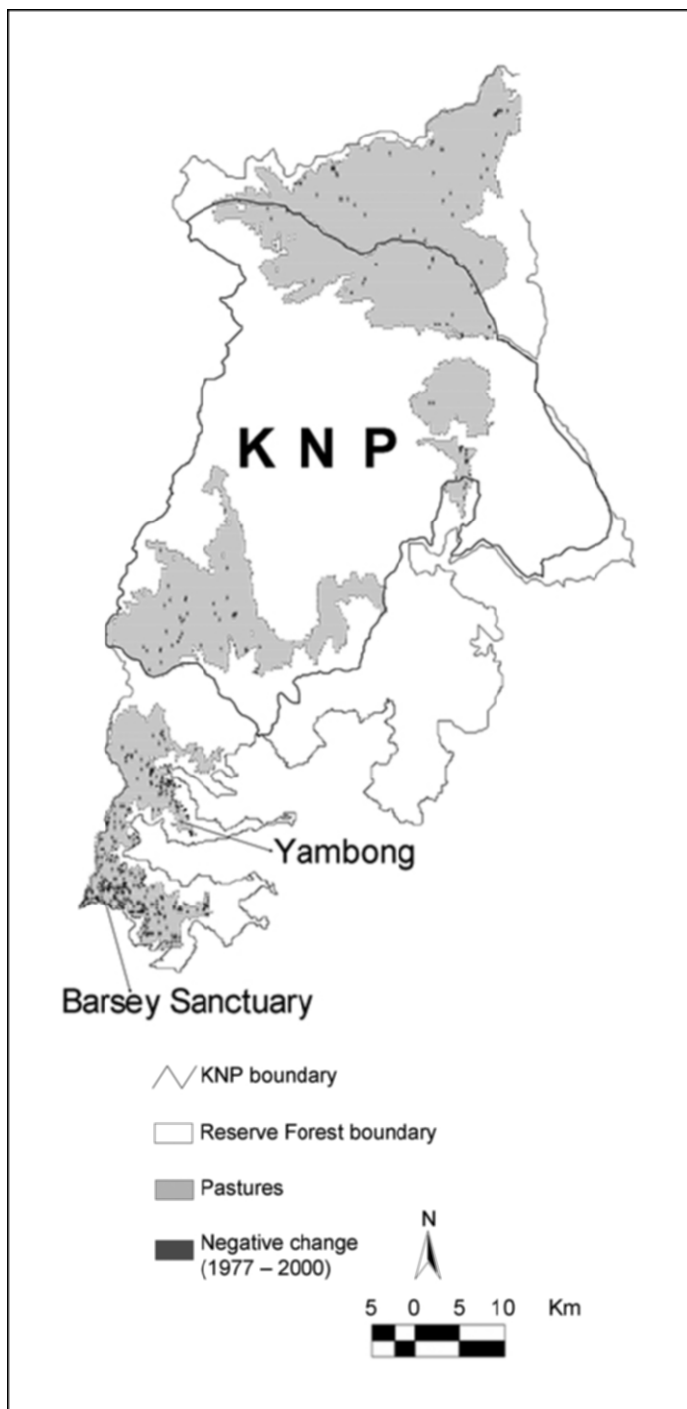 K N P
Yambong
Barsey Sanctuary
KNP boundary
Reserve Forest boundary
Pastures
Negative change
(1977 – 2000)
N
5 0 5 10 Km